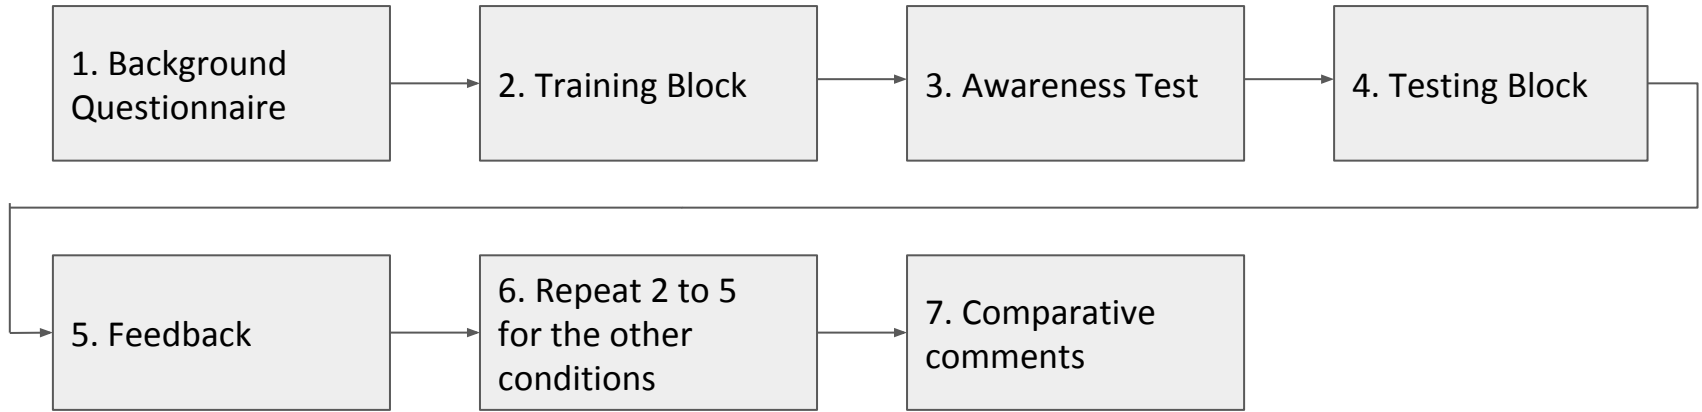 1. Background
Questionnaire
2. Training Block
3. Awareness Test
4. Testing Block
5. Feedback
6. Repeat 2 to 5
for the other
conditions
7. Comparative
comments